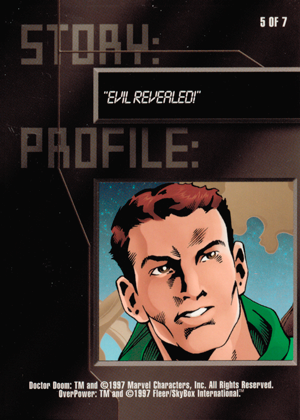 5 OF 7
STORY:
"EVIL REVEALED!"
PROFILE:
Doctor Doom: TM and ©1997 Marvel Characters, Inc. All Rights Reserved.
OverPower: TM and ©1997 Fleer/SkyBox International.™